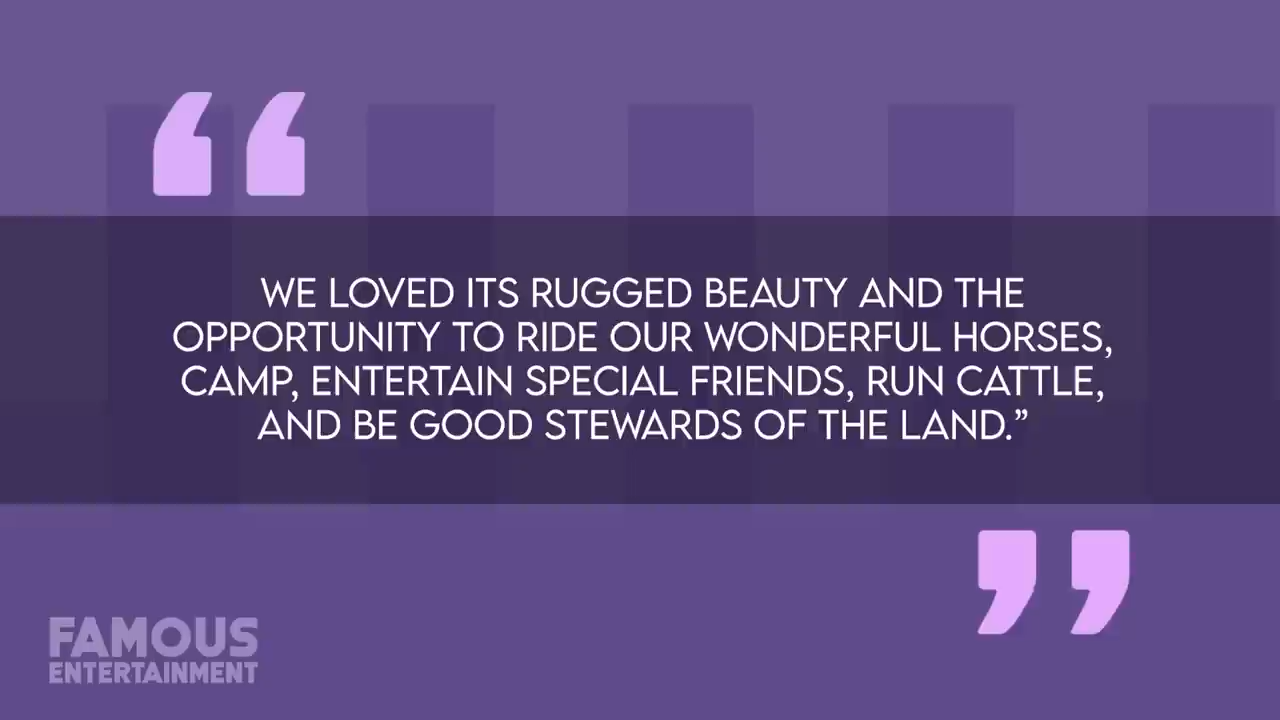 WE LOVED ITS RUGGED BEAUTY AND THE
OPPORTUNITY TO RIDE OUR WONDERFUL HORSES,
CAMP, ENTERTAIN SPECIAL FRIENDS, RUN CATTLE,
AND BE GOOD STEWARDS OF THE LAND.”
FAMOUS
ENTERTAINMENT